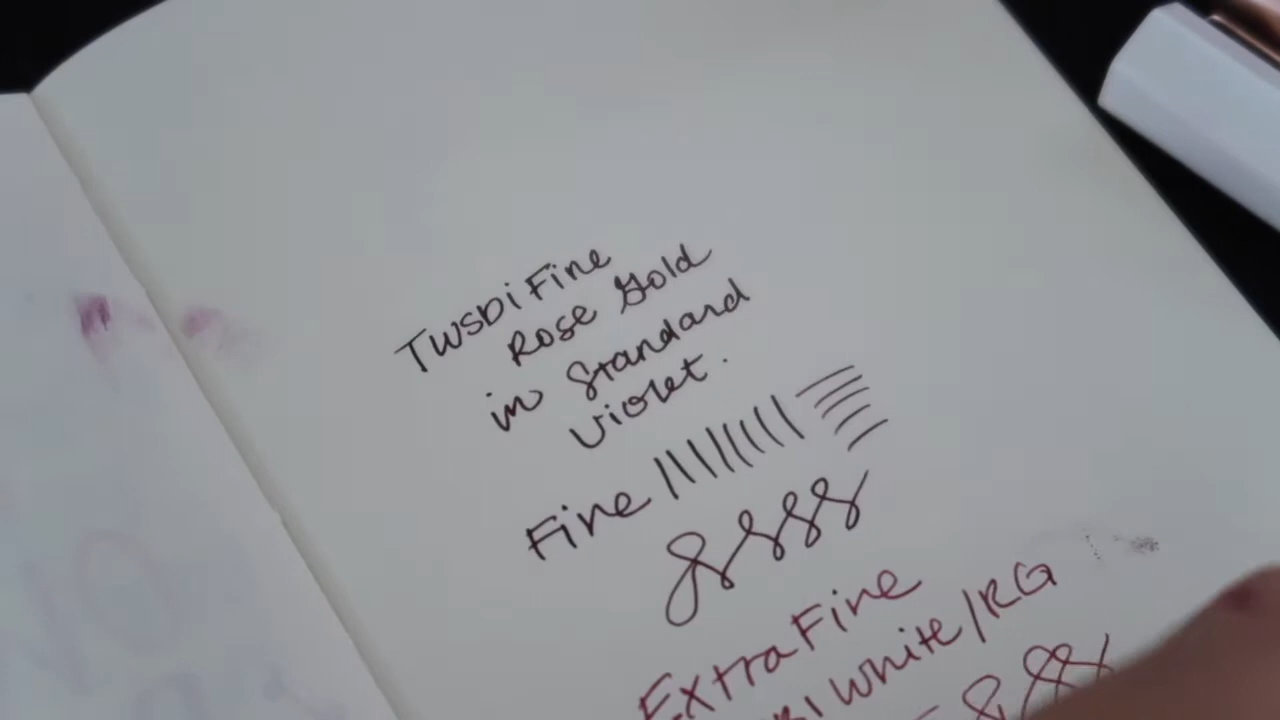 Twsbi Fine
Rose Gold
in Standard
Violet.
Fine
Extra Fine
White/RG